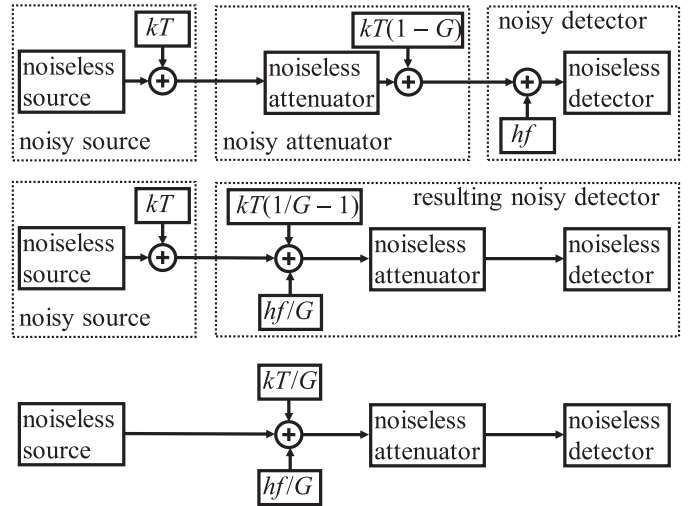 kT
kT(1 − G)
noisy detector
noiseless
source
noiseless
attenuator
noiseless
detector
noisy source
noisy attenuator
hf
kT
kT(1/G − 1)
resulting noisy detector
noiseless
source
noiseless
attenuator
noiseless
detector
noisy source
hf/G
kT/G
noiseless
source
noiseless
attenuator
noiseless
detector
hf/G